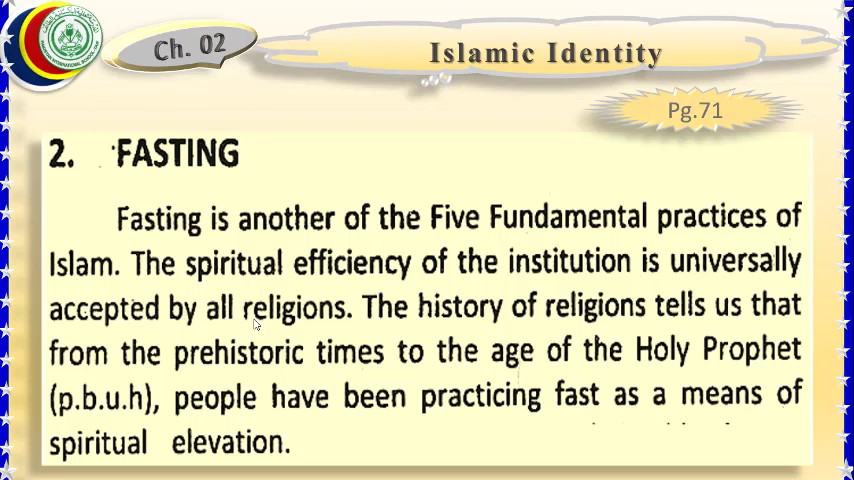 Ch. 02
Islamic Identity
Pg.71
2. FASTING
Fasting is another of the Five Fundamental practices of
Islam. The spiritual efficiency of the institution is universally
accepted by all religions. The history of religions tells us that
from the prehistoric times to the age of the Holy Prophet
(p.b.u.h), people have been practicing fast as a means of
spiritual elevation.